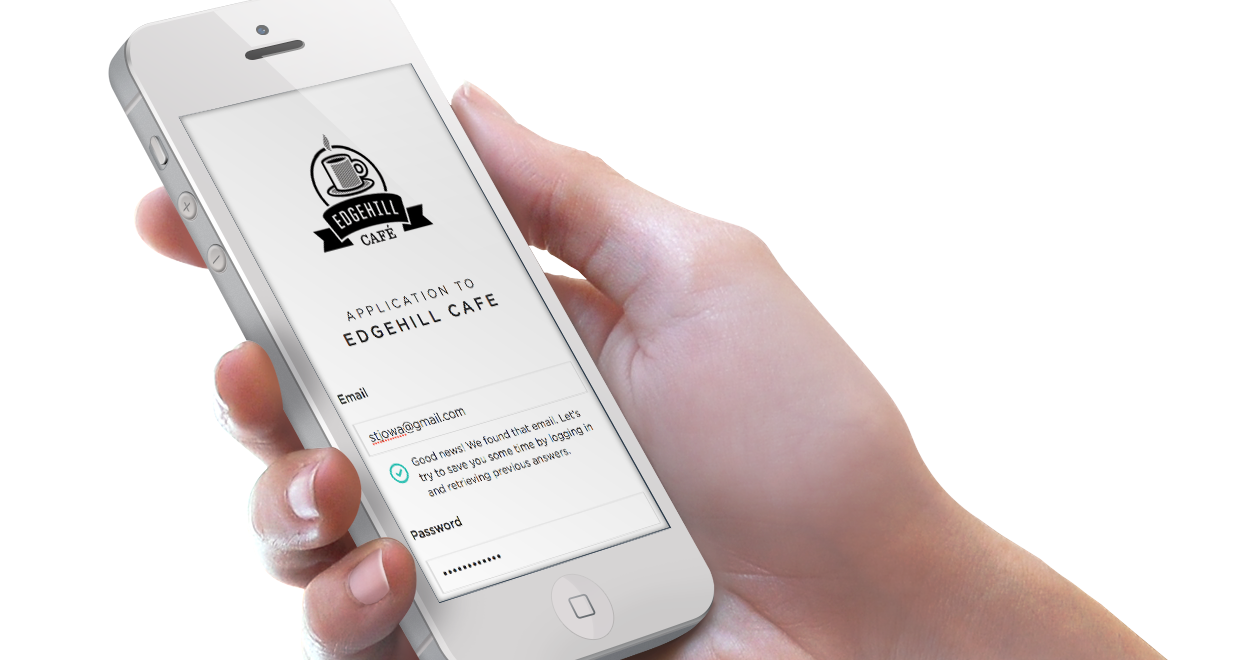 EDGEHILL
CAFÉ
APPLICATION TO
EDGEHILL CAFE
Email
stjowa@gmail.com
Good news! We found that email. Let's
try to save you some time by logging in
and retrieving previous answers.
Password
••••••••••••